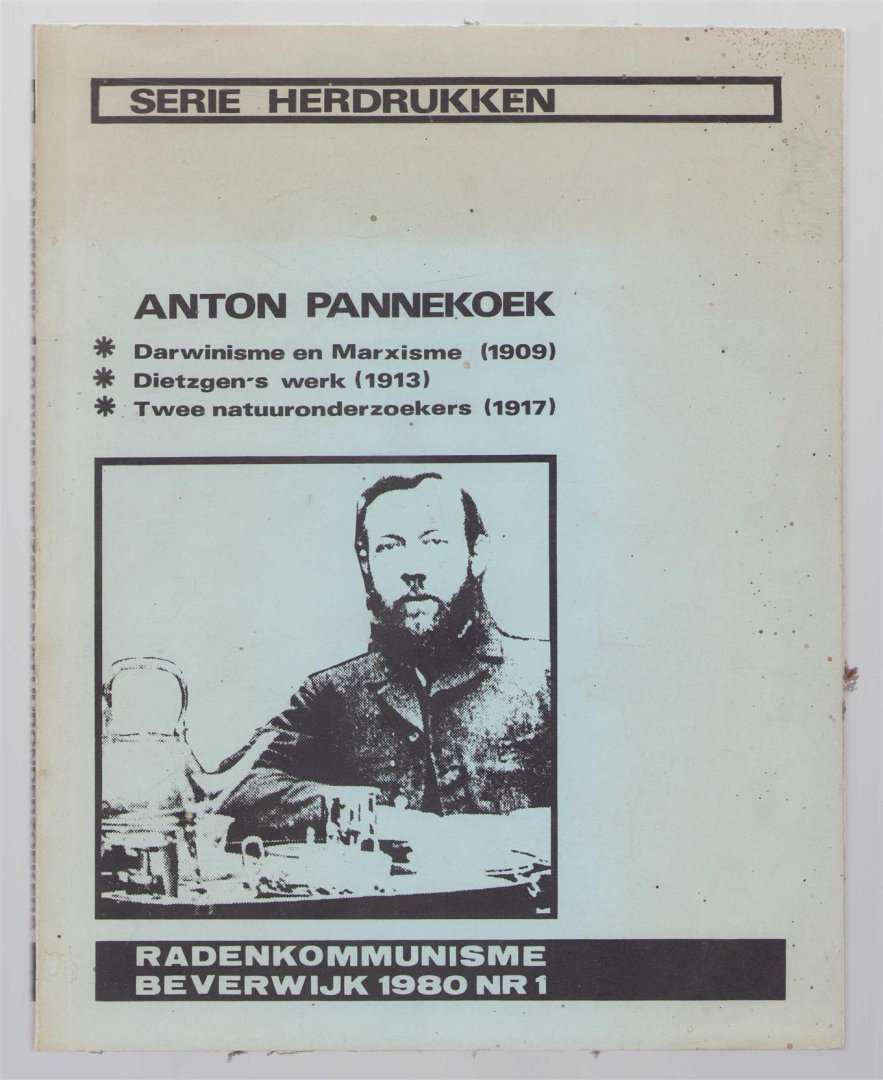 SERIE HERDRUKKEN
ANTON PANNEKOEK
* Darwinisme en Marxisme (1909)
* Dietzgen's werk (1913)
* Twee natuuronderzoekers (1917)
RADENKOMMUNISME
BEVERWIJK 1980 NR 1